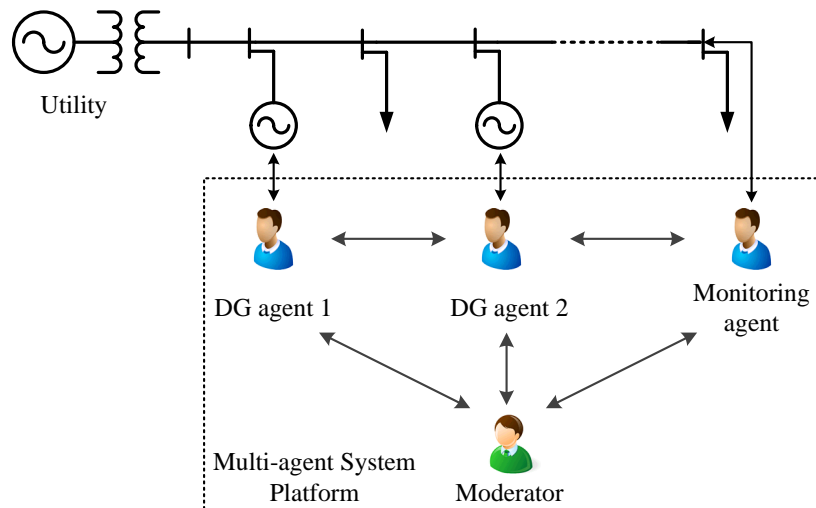 Utility
DG agent 1
DG agent 2
Monitoring
agent
Multi-agent System
Platform
Moderator